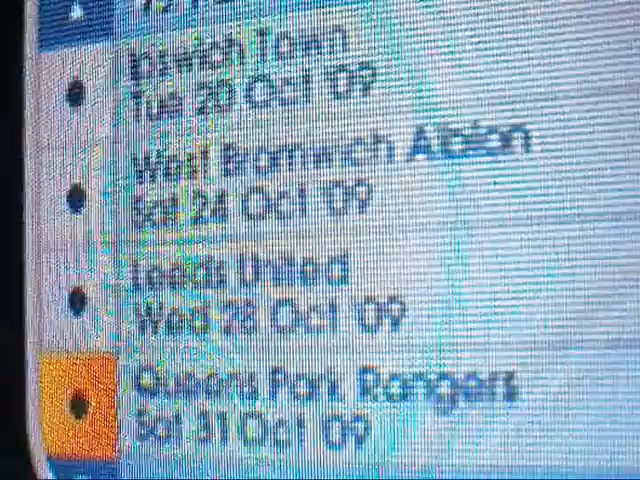 Ipswich Town
Tue 20 Oct '09
West Bromwich Albion
Sat 24 Oct '09
Leeds United
Wed 28 Oct '09
Queens Park Rangers
Sat 31 Oct '09